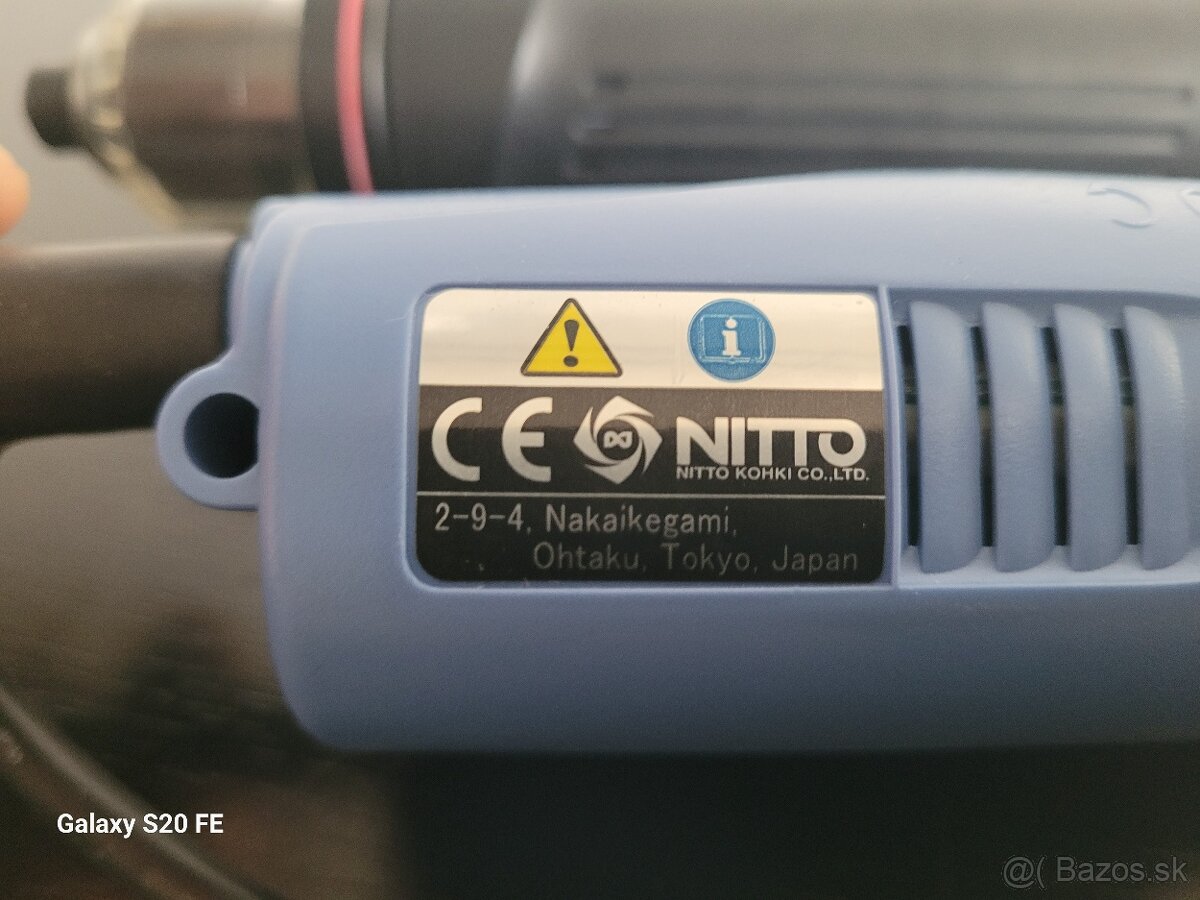 CE NITTO
NITTO KOHKI CO.,LTD.
2-9-4, Nakaikegami,
Ohtaku, Tokyo, Japan
Galaxy S20 FE
@( Bazos.sk